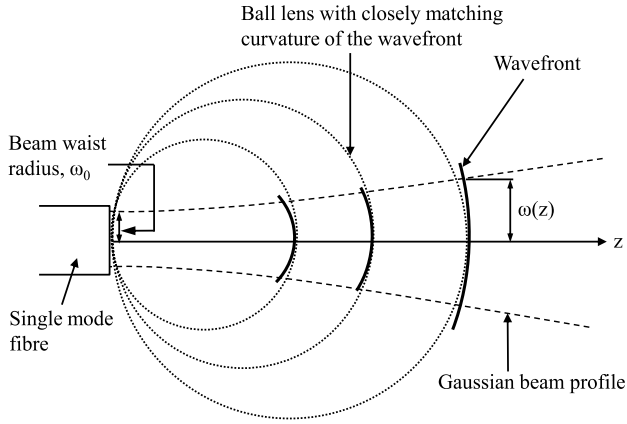 Ball lens with closely matching
curvature of the wavefront
Wavefront
Beam waist
radius, ω₀
ω(z)
z
Single mode
fibre
Gaussian beam profile